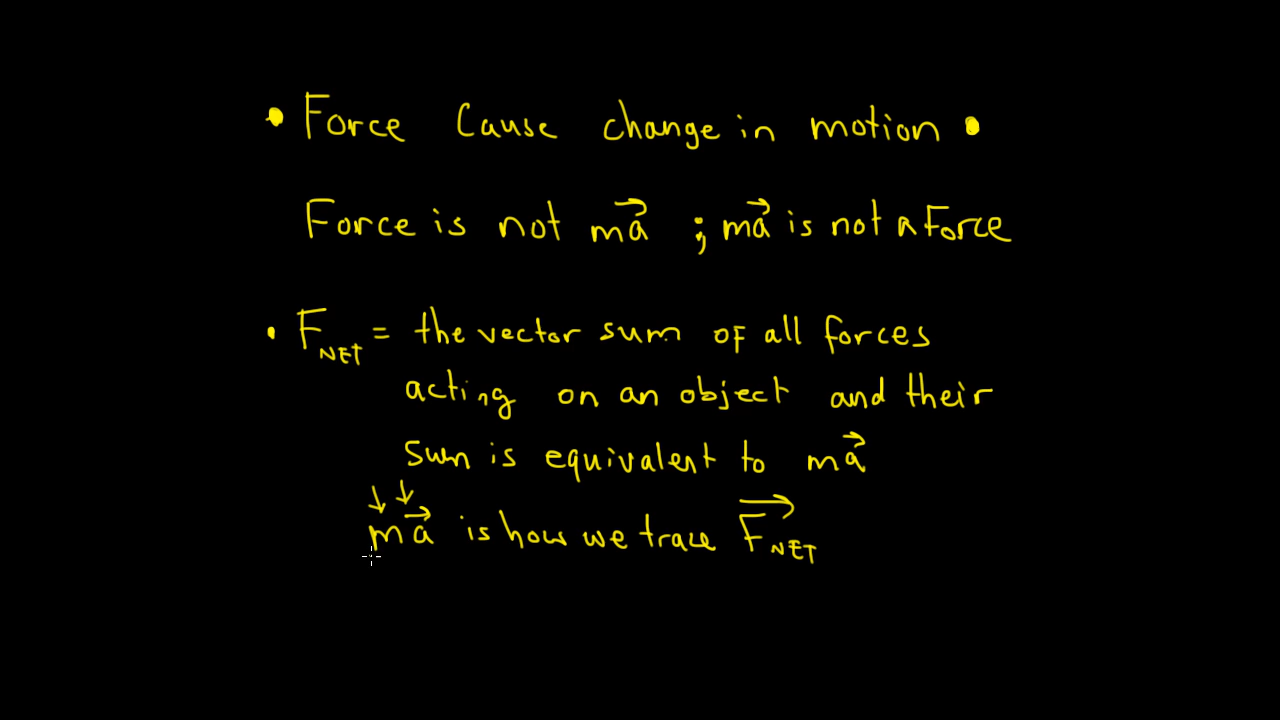 • Force Cause change in motion •
Force is not ma⃗ ; ma⃗ is not a Force
• F_NET = the vector sum of all forces
acting on an object and their
sum is equivalent to ma⃗
↓ ↓
ma⃗ is how we trace F⃗_NET